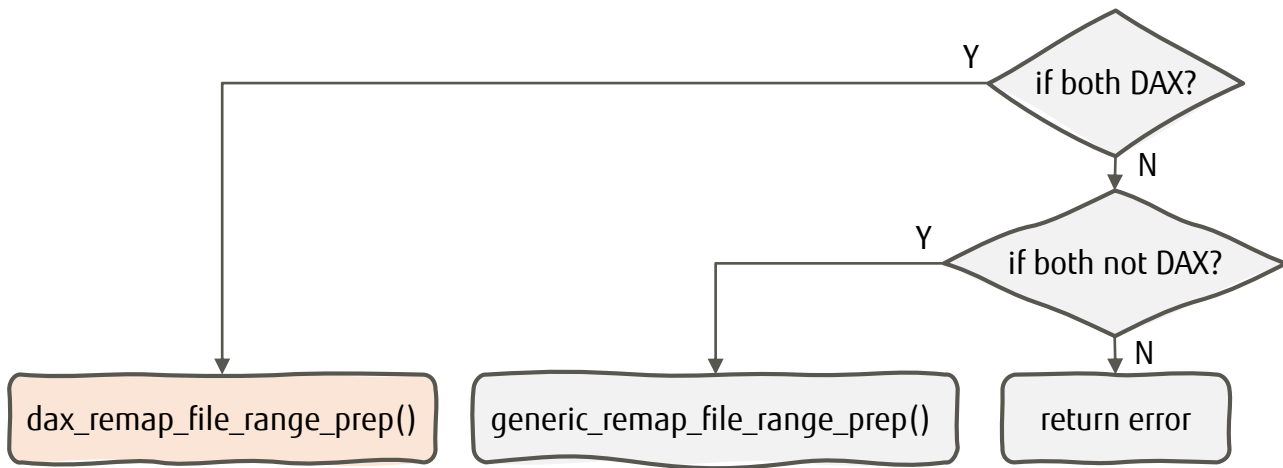 Y
if both DAX?
N
Y
if both not DAX?
N
dax_remap_file_range_prep()
generic_remap_file_range_prep()
return error